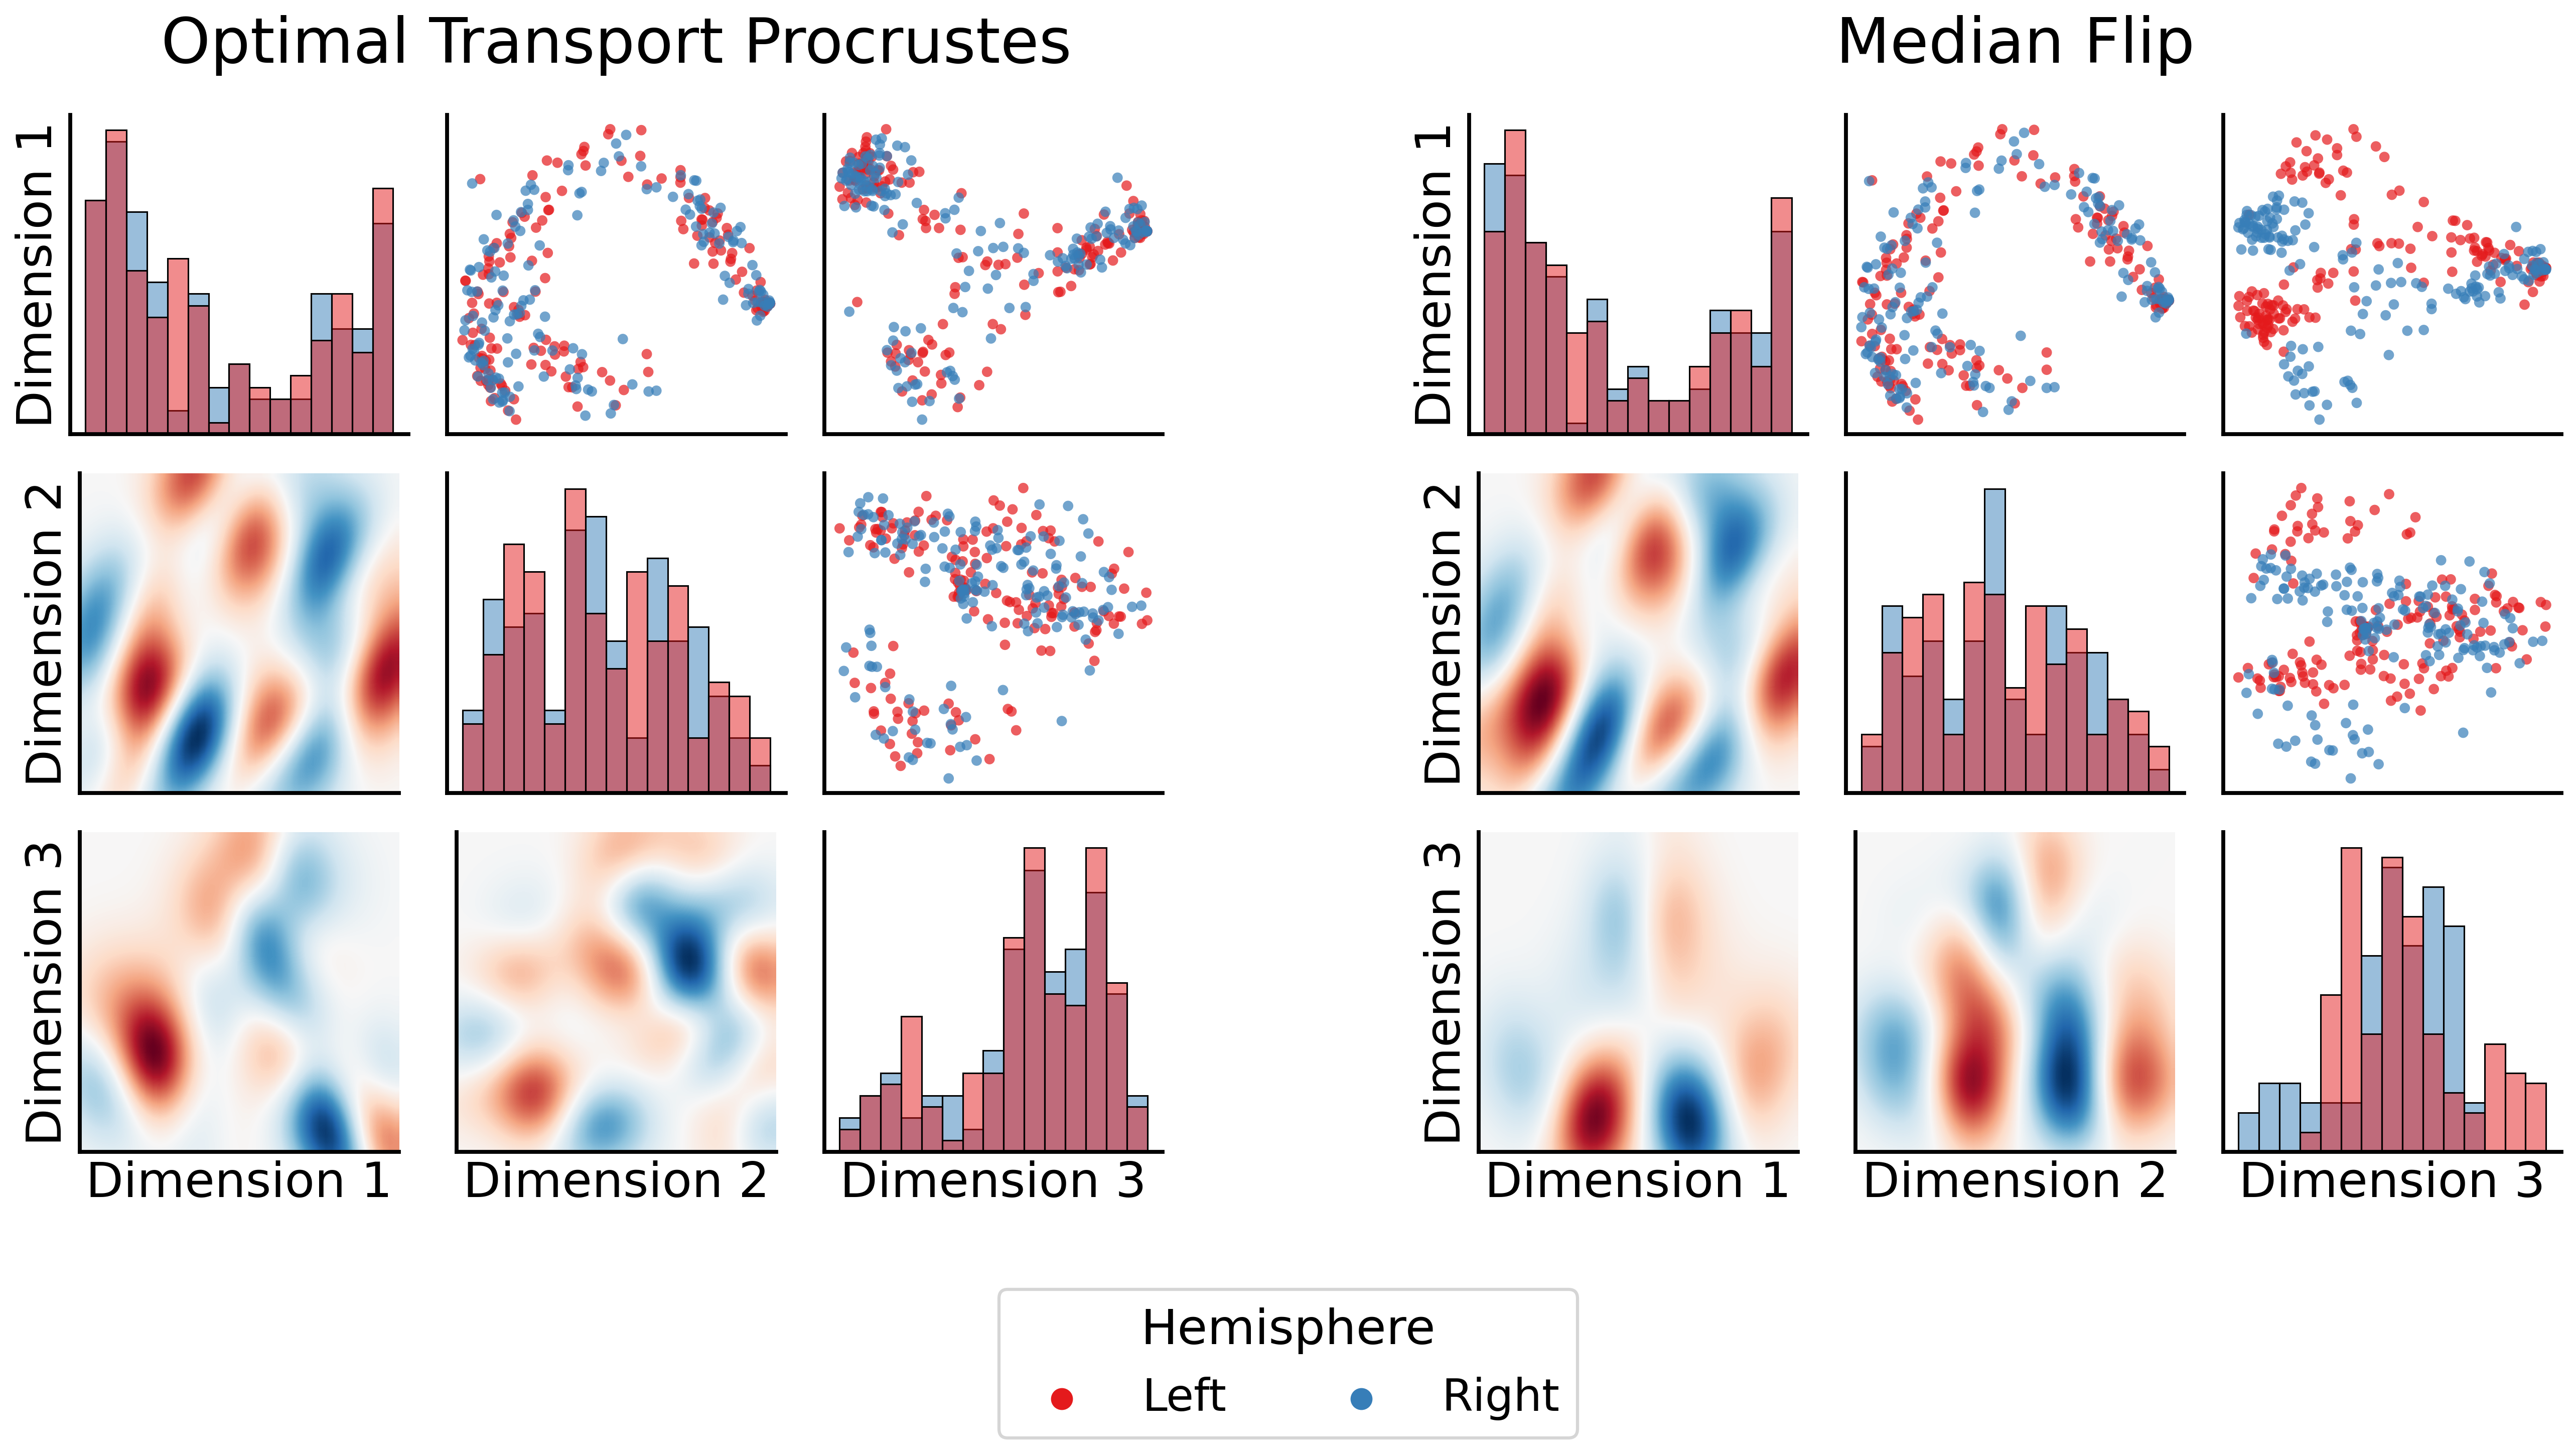 Optimal Transport Procrustes
Median Flip
Dimension 1
Dimension 1
Dimension 2
Dimension 2
Dimension 3
Dimension 3
Dimension 1 Dimension 2 Dimension 3
Dimension 1 Dimension 2 Dimension 3
Hemisphere
Left Right